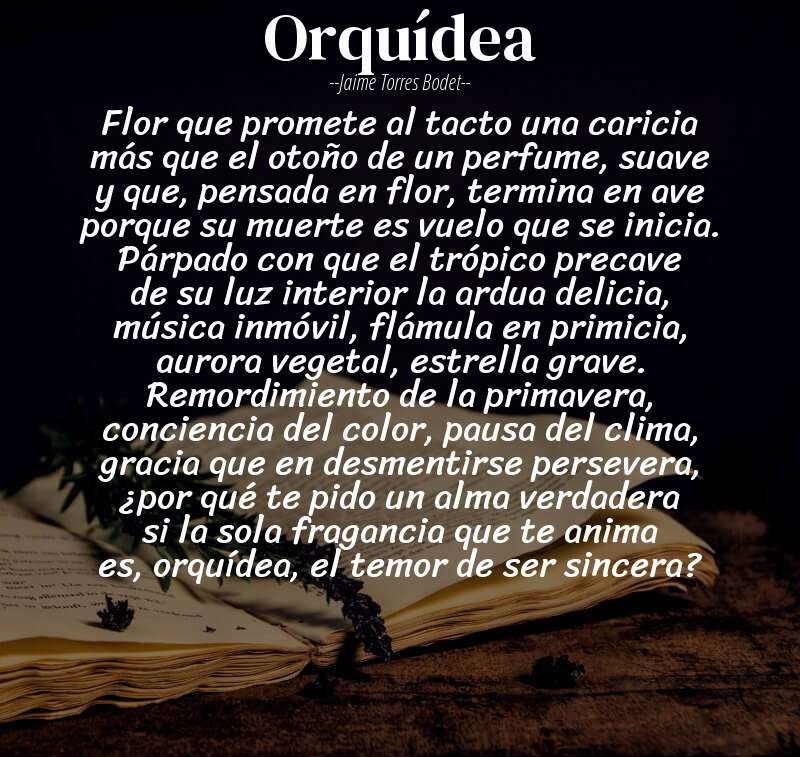 Orquídea
--Jaime Torres Bodet--
Flor que promete al tacto una caricia
más que el otoño de un perfume, suave
y que, pensada en flor, termina en ave
porque su muerte es vuelo que se inicia.
Párpado con que el trópico precave
de su luz interior la ardua delicia,
música inmóvil, flámula en primicia,
aurora vegetal, estrella grave.
Remordimiento de la primavera,
conciencia del color, pausa del clima,
gracia que en desmentirse persevera,
¿por qué te pido un alma verdadera
si la sola fragancia que te anima
es, orquídea, el temor de ser sincera?